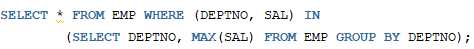 SELECT * FROM EMP WHERE (DEPTNO, SAL) IN
(SELECT DEPTNO, MAX(SAL) FROM EMP GROUP BY DEPTNO);